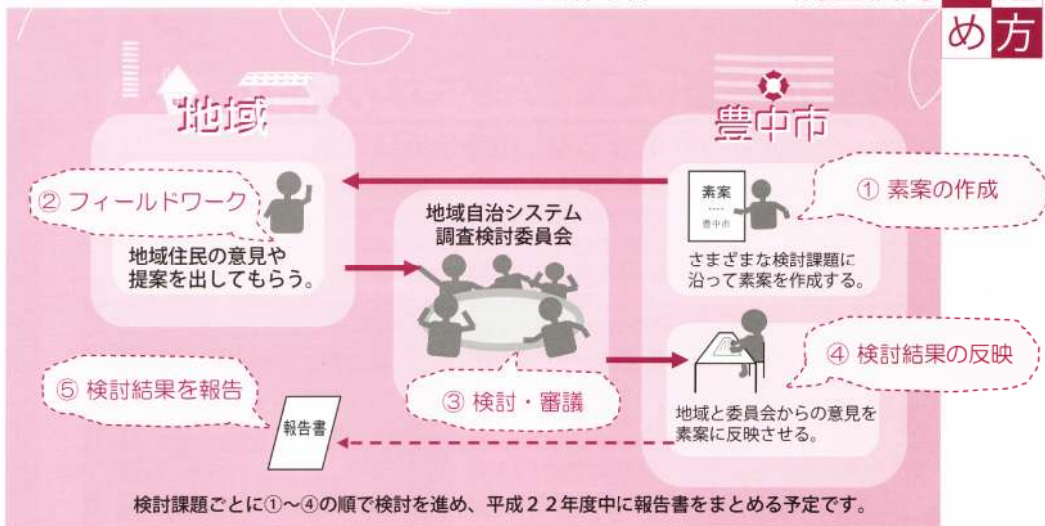 め方
地域
豊中市
① 素案の作成
素案
豊中市
さまざまな検討課題に
沿って素案を作成する。
② フィールドワーク
地域住民の意見や
提案を出してもらう。
地域自治システム
調査検討委員会
③ 検討・審議
④ 検討結果の反映
地域と委員会からの意見を
素案に反映させる。
⑤ 検討結果を報告
報告書
検討課題ごとに①～④の順で検討を進め、平成２２年度中に報告書をまとめる予定です。